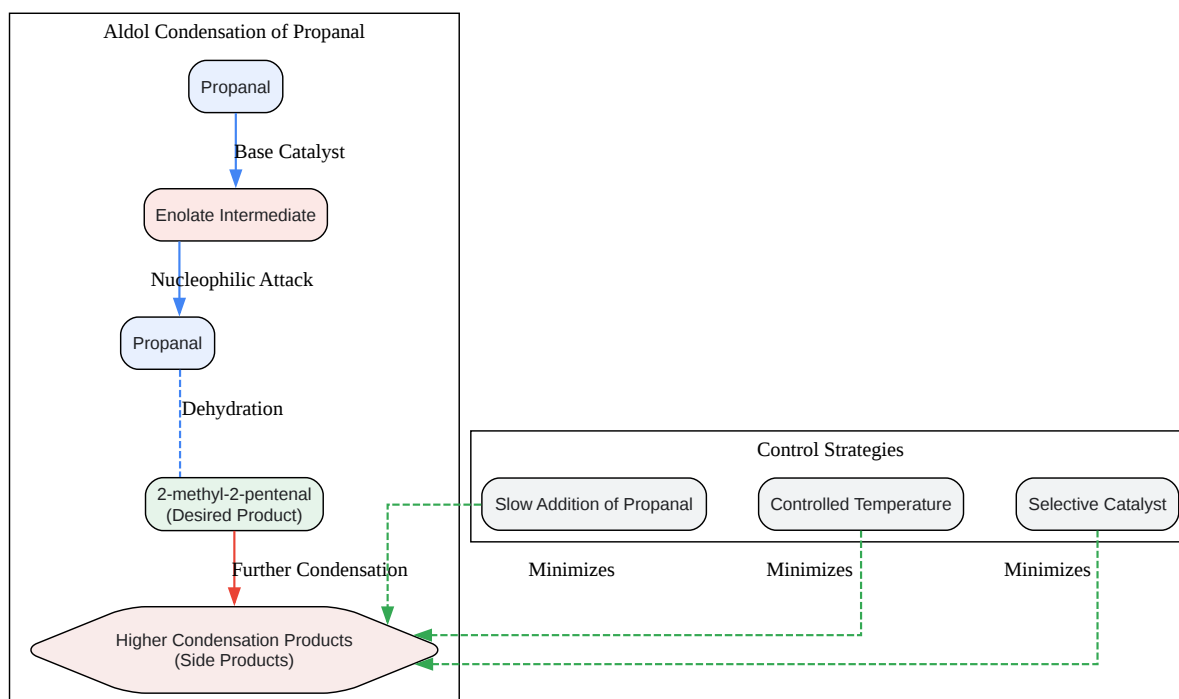 Aldol Condensation of Propanal
Propanal
Base Catalyst
Enolate Intermediate
Nucleophilic Attack
Propanal
Dehydration
2-methyl-2-pentenal
(Desired Product)
Further Condensation
Higher Condensation Products
(Side Products)
Control Strategies
Slow Addition of Propanal
Controlled Temperature
Selective Catalyst
Minimizes
Minimizes
Minimizes